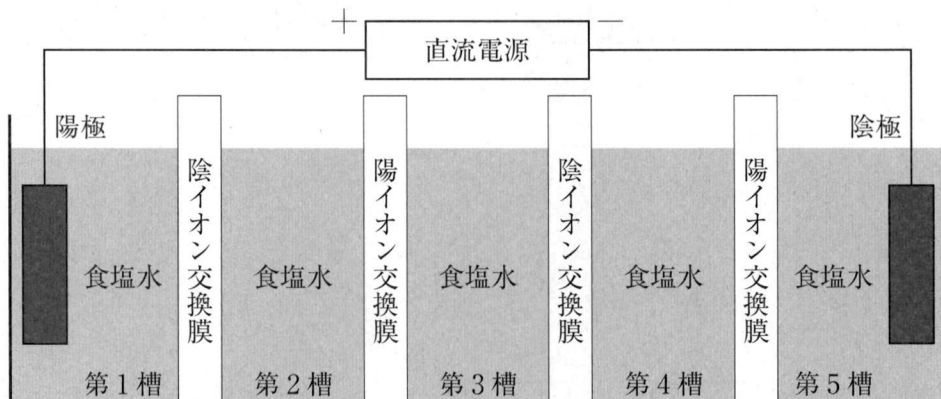 + 直流電源 −
陽極
陰極
陰イオン交換膜
陽イオン交換膜
陰イオン交換膜
陽イオン交換膜
食塩水 食塩水 食塩水 食塩水 食塩水
第1槽 第2槽 第3槽 第4槽 第5槽